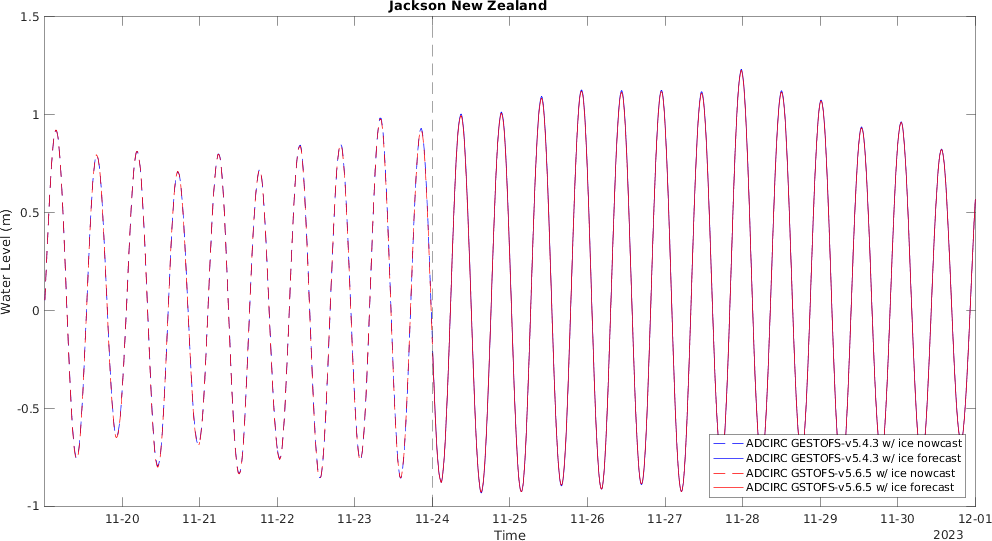 Jackson New Zealand
1.5
1
0.5
0
-0.5
-1
Water Level (m)
ADCIRC GESTOFS-v5.4.3 w/ ice nowcast
ADCIRC GESTOFS-v5.4.3 w/ ice forecast
ADCIRC GSTOFS-v5.6.5 w/ ice nowcast
ADCIRC GSTOFS-v5.6.5 w/ ice forecast
11-20 11-21 11-22 11-23 11-24 11-25 11-26 11-27 11-28 11-29 11-30 12-01
Time
2023